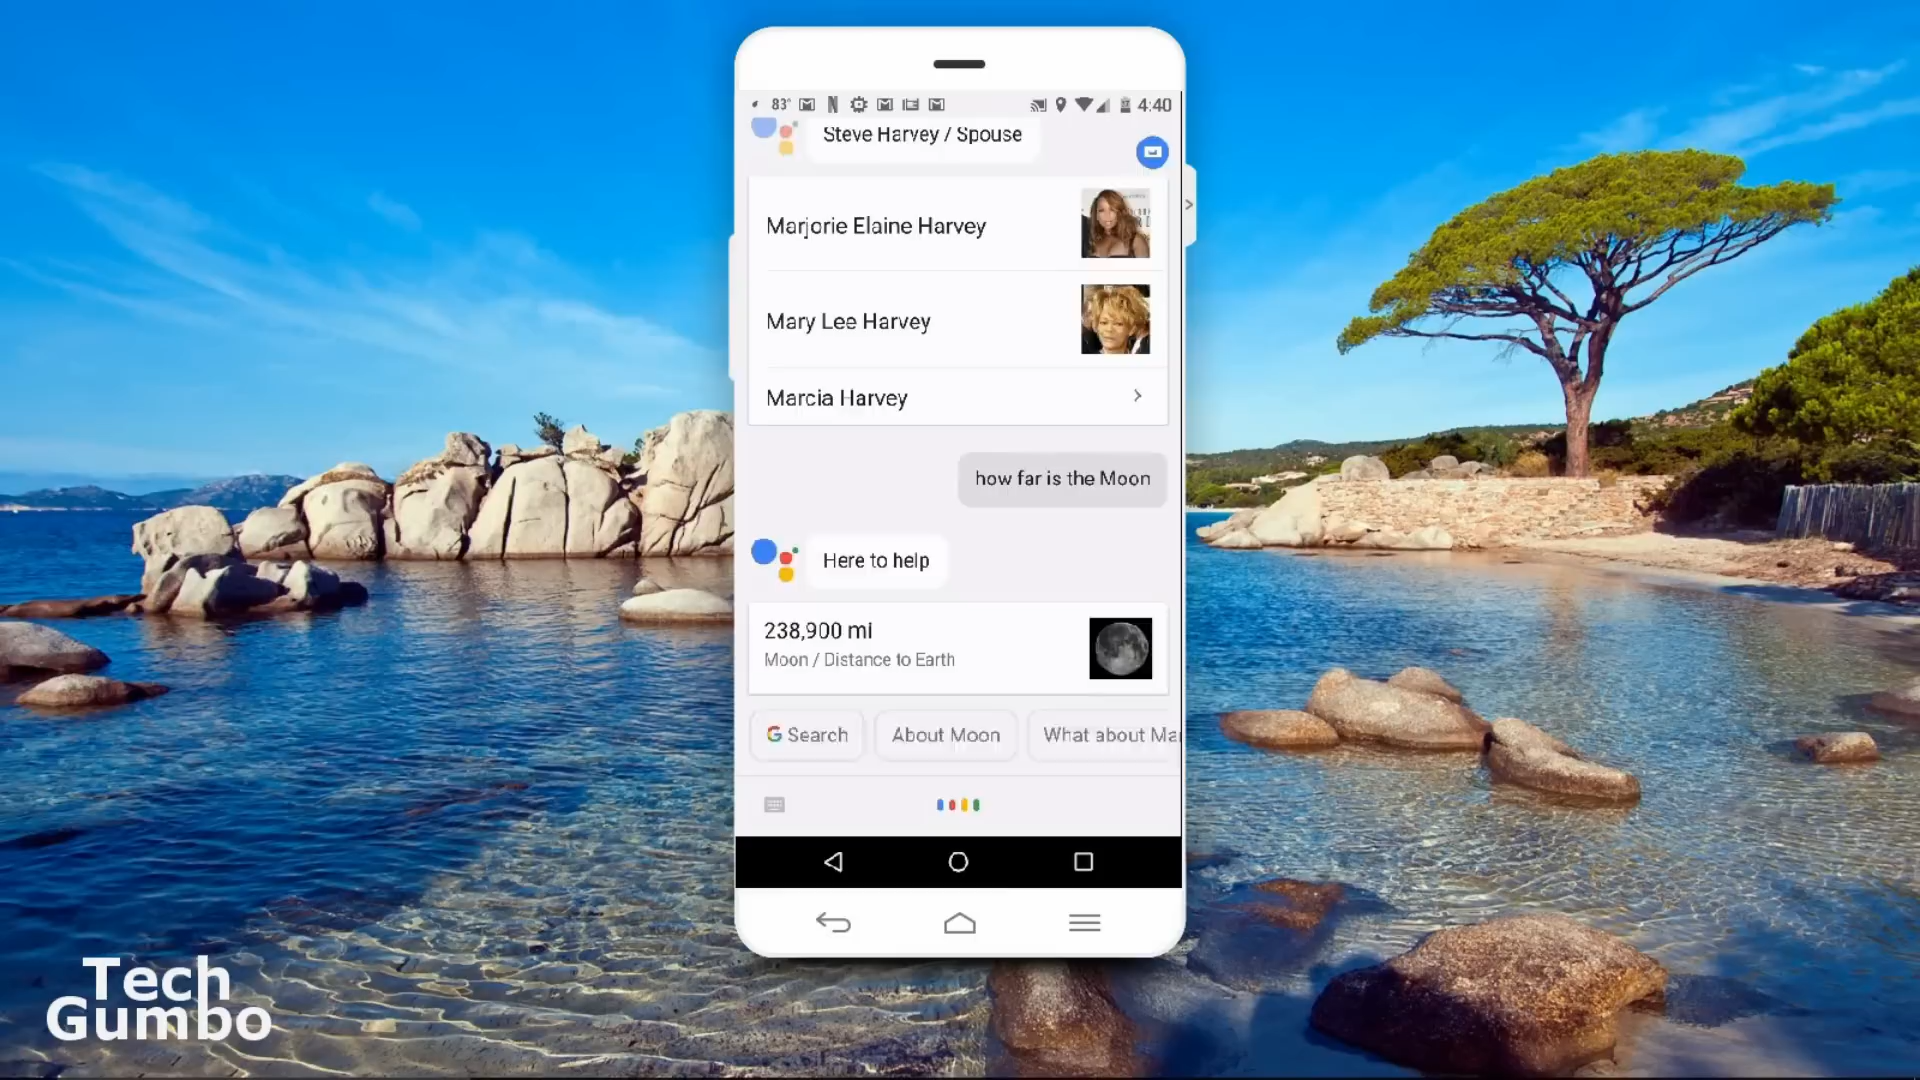 83° 4:40
Steve Harvey / Spouse
Marjorie Elaine Harvey
Mary Lee Harvey
Marcia Harvey
how far is the Moon
Here to help
238,900 mi
Moon / Distance to Earth
Search About Moon What about Mar
Tech
Gumbo